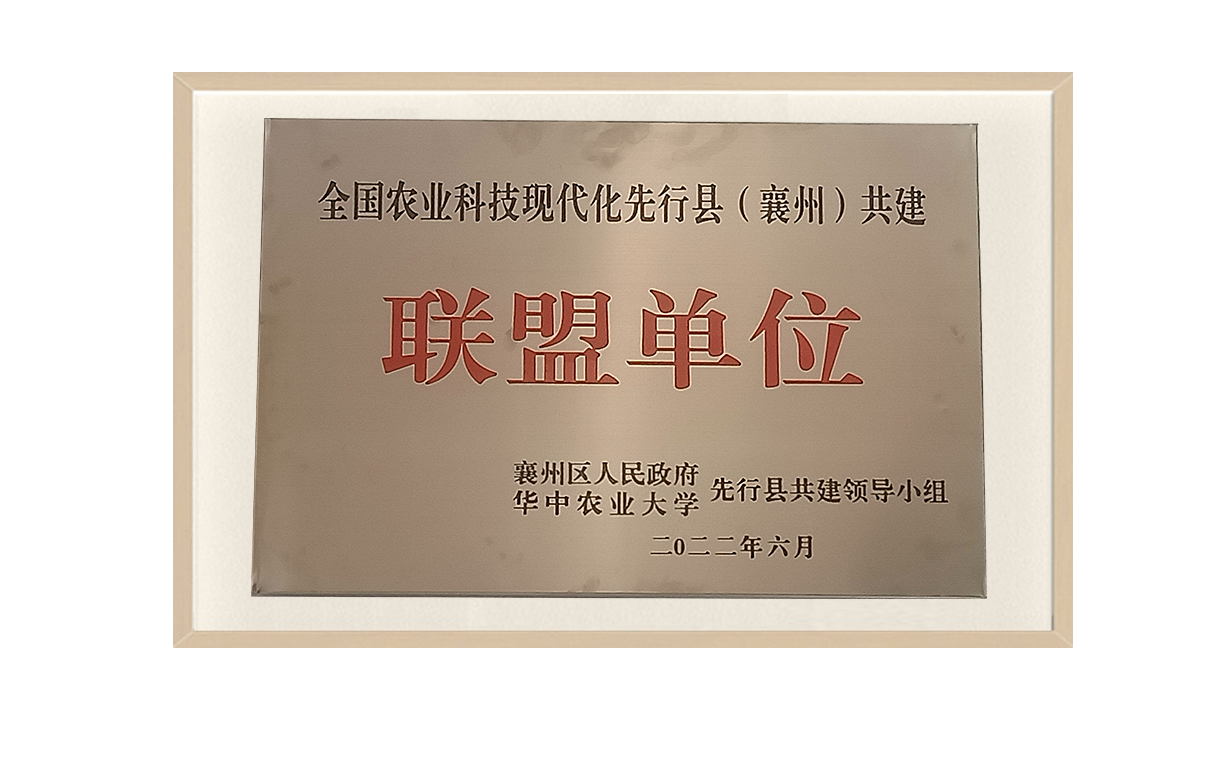 全国农业科技现代化先行县（襄州）共建
联盟单位
襄州区人民政府
华中农业大学
先行县共建领导小组
二0二二年六月